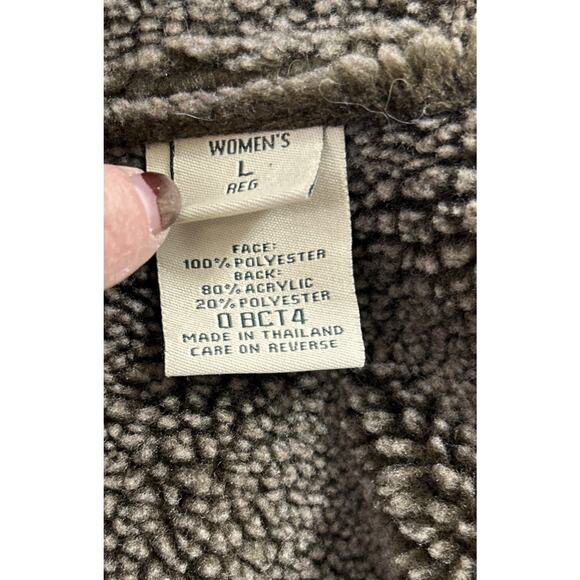 WOMEN'S
L
REG
FACE:
100% POLYESTER
BACK:
80% ACRYLIC
20% POLYESTER
0 BCT4
MADE IN THAILAND
CARE ON REVERSE